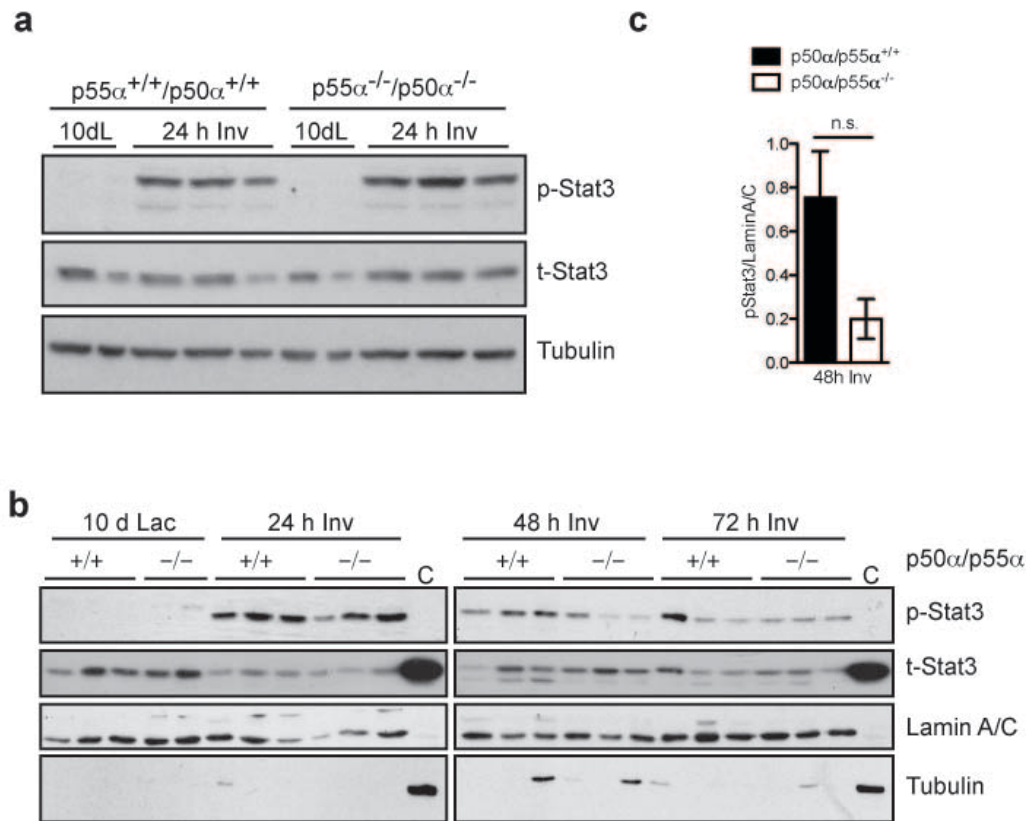 a
p55α+/+/p50α+/+ p55α-/-/p50α-/-
10dL 24 h Inv 10dL 24 h Inv
p-Stat3
t-Stat3
Tubulin
c
p50α/p55α+/+
p50α/p55α-/-
n.s.
pStat3/LaminA/C
1.0
0.8
0.6
0.4
0.2
0.0
48h Inv
b
10 d Lac 24 h Inv 48 h Inv 72 h Inv
+/+ –/– +/+ –/– C +/+ –/– +/+ –/– C p50α/p55α
p-Stat3
t-Stat3
Lamin A/C
Tubulin